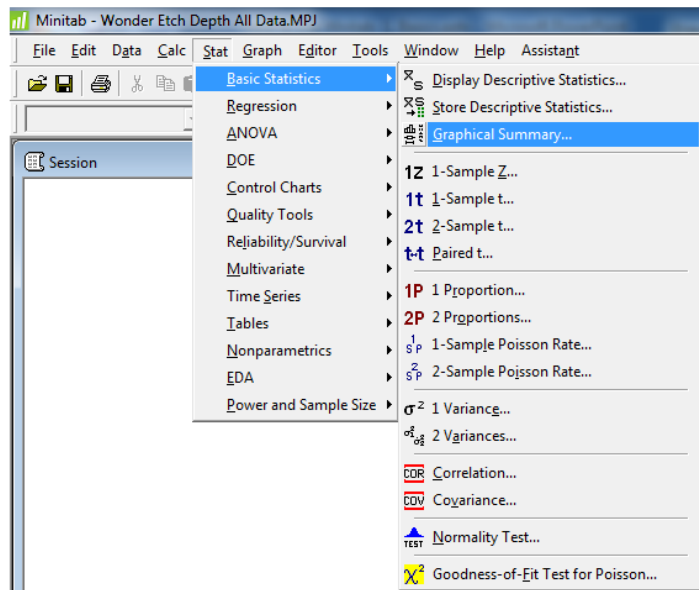 Minitab - Wonder Etch Depth All Data.MPJ
File Edit Data Calc Stat Graph Editor Tools Window Help Assistant
Session
Basic Statistics
Regression
ANOVA
DOE
Control Charts
Quality Tools
Reliability/Survival
Multivariate
Time Series
Tables
Nonparametrics
EDA
Power and Sample Size
Display Descriptive Statistics...
Store Descriptive Statistics...
Graphical Summary...
1Z 1-Sample Z...
1t 1-Sample t...
2t 2-Sample t...
t-t Paired t...
1P 1 Proportion...
2P 2 Proportions...
1-Sample Poisson Rate...
2-Sample Poisson Rate...
σ² 1 Variance...
2 Variances...
COR Correlation...
COV Covariance...
TEST Normality Test...
χ² Goodness-of-Fit Test for Poisson...